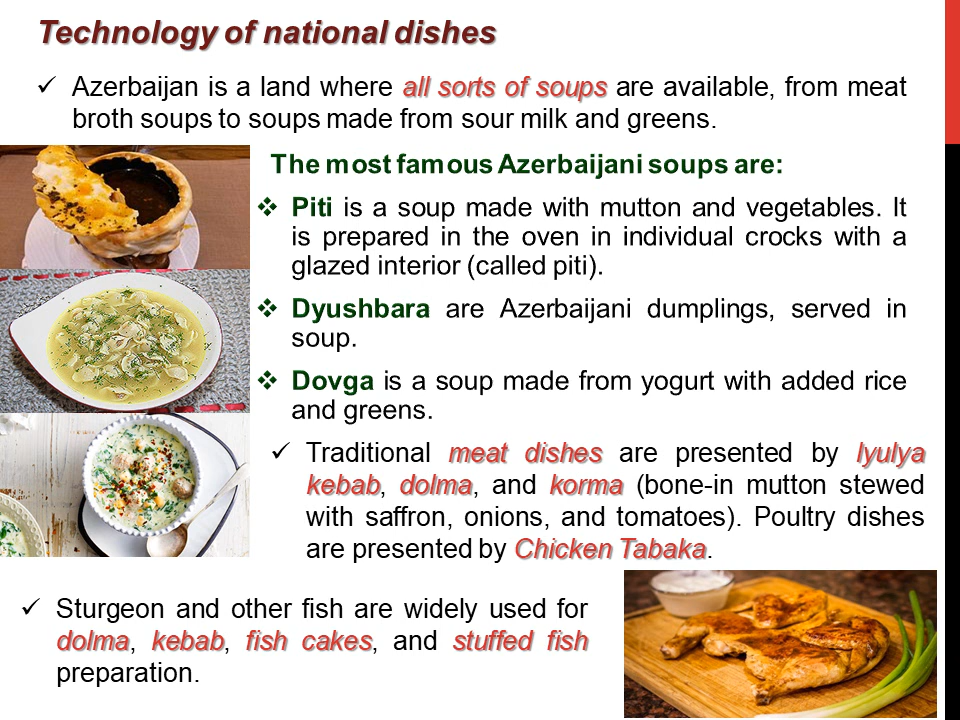 Technology of national dishes
✓ Azerbaijan is a land where all sorts of soups are available, from meat
broth soups to soups made from sour milk and greens.
The most famous Azerbaijani soups are:
❖ Piti is a soup made with mutton and vegetables. It
is prepared in the oven in individual crocks with a
glazed interior (called piti).
❖ Dyushbara are Azerbaijani dumplings, served in
soup.
❖ Dovga is a soup made from yogurt with added rice
and greens.
✓ Traditional meat dishes are presented by lyulya
kebab, dolma, and korma (bone-in mutton stewed
with saffron, onions, and tomatoes). Poultry dishes
are presented by Chicken Tabaka.
✓ Sturgeon and other fish are widely used for
dolma, kebab, fish cakes, and stuffed fish
preparation.